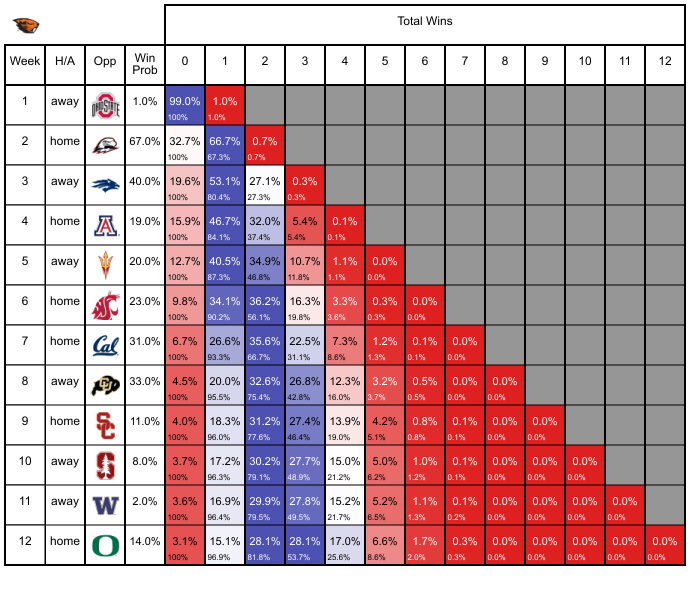 Total Wins
Week H/A Opp Win Prob 0 1 2 3 4 5 6 7 8 9 10 11 12
1 away OHIO STATE 1.0% 99.0% 1.0%
100% 1.0%
2 home 67.0% 32.7% 66.7% 0.7%
100% 67.3% 0.7%
3 away 40.0% 19.6% 53.1% 27.1% 0.3%
100% 80.4% 27.3% 0.3%
4 home A 19.0% 15.9% 46.7% 32.0% 5.4% 0.1%
100% 84.1% 37.4% 5.4% 0.1%
5 away 20.0% 12.7% 40.5% 34.9% 10.7% 1.1% 0.0%
100% 87.3% 46.8% 11.8% 1.1% 0.0%
6 home 23.0% 9.8% 34.1% 36.2% 16.3% 3.3% 0.3% 0.0%
100% 90.2% 56.1% 19.8% 3.6% 0.3% 0.0%
7 home Cal 31.0% 6.7% 26.6% 35.6% 22.5% 7.3% 1.2% 0.1% 0.0%
100% 93.3% 66.7% 31.1% 8.6% 1.3% 0.1% 0.0%
8 away CU 33.0% 4.5% 20.0% 32.6% 26.8% 12.3% 3.2% 0.5% 0.0% 0.0%
100% 95.5% 75.4% 42.8% 16.0% 3.7% 0.5% 0.0% 0.0%
9 home SC 11.0% 4.0% 18.3% 31.2% 27.4% 13.9% 4.2% 0.8% 0.1% 0.0% 0.0%
100% 96.0% 77.6% 46.4% 19.0% 5.1% 0.8% 0.1% 0.0% 0.0%
10 away S 8.0% 3.7% 17.2% 30.2% 27.7% 15.0% 5.0% 1.0% 0.1% 0.0% 0.0% 0.0%
100% 96.3% 79.1% 48.9% 21.2% 6.2% 1.2% 0.1% 0.0% 0.0% 0.0%
11 away W 2.0% 3.6% 16.9% 29.9% 27.8% 15.2% 5.2% 1.1% 0.1% 0.0% 0.0% 0.0% 0.0%
100% 96.4% 79.5% 49.5% 21.7% 6.5% 1.3% 0.2% 0.0% 0.0% 0.0% 0.0%
12 home O 14.0% 3.1% 15.1% 28.1% 28.1% 17.0% 6.6% 1.7% 0.3% 0.0% 0.0% 0.0% 0.0% 0.0%
100% 96.9% 81.8% 53.7% 25.6% 8.6% 2.0% 0.3% 0.0% 0.0% 0.0% 0.0% 0.0%